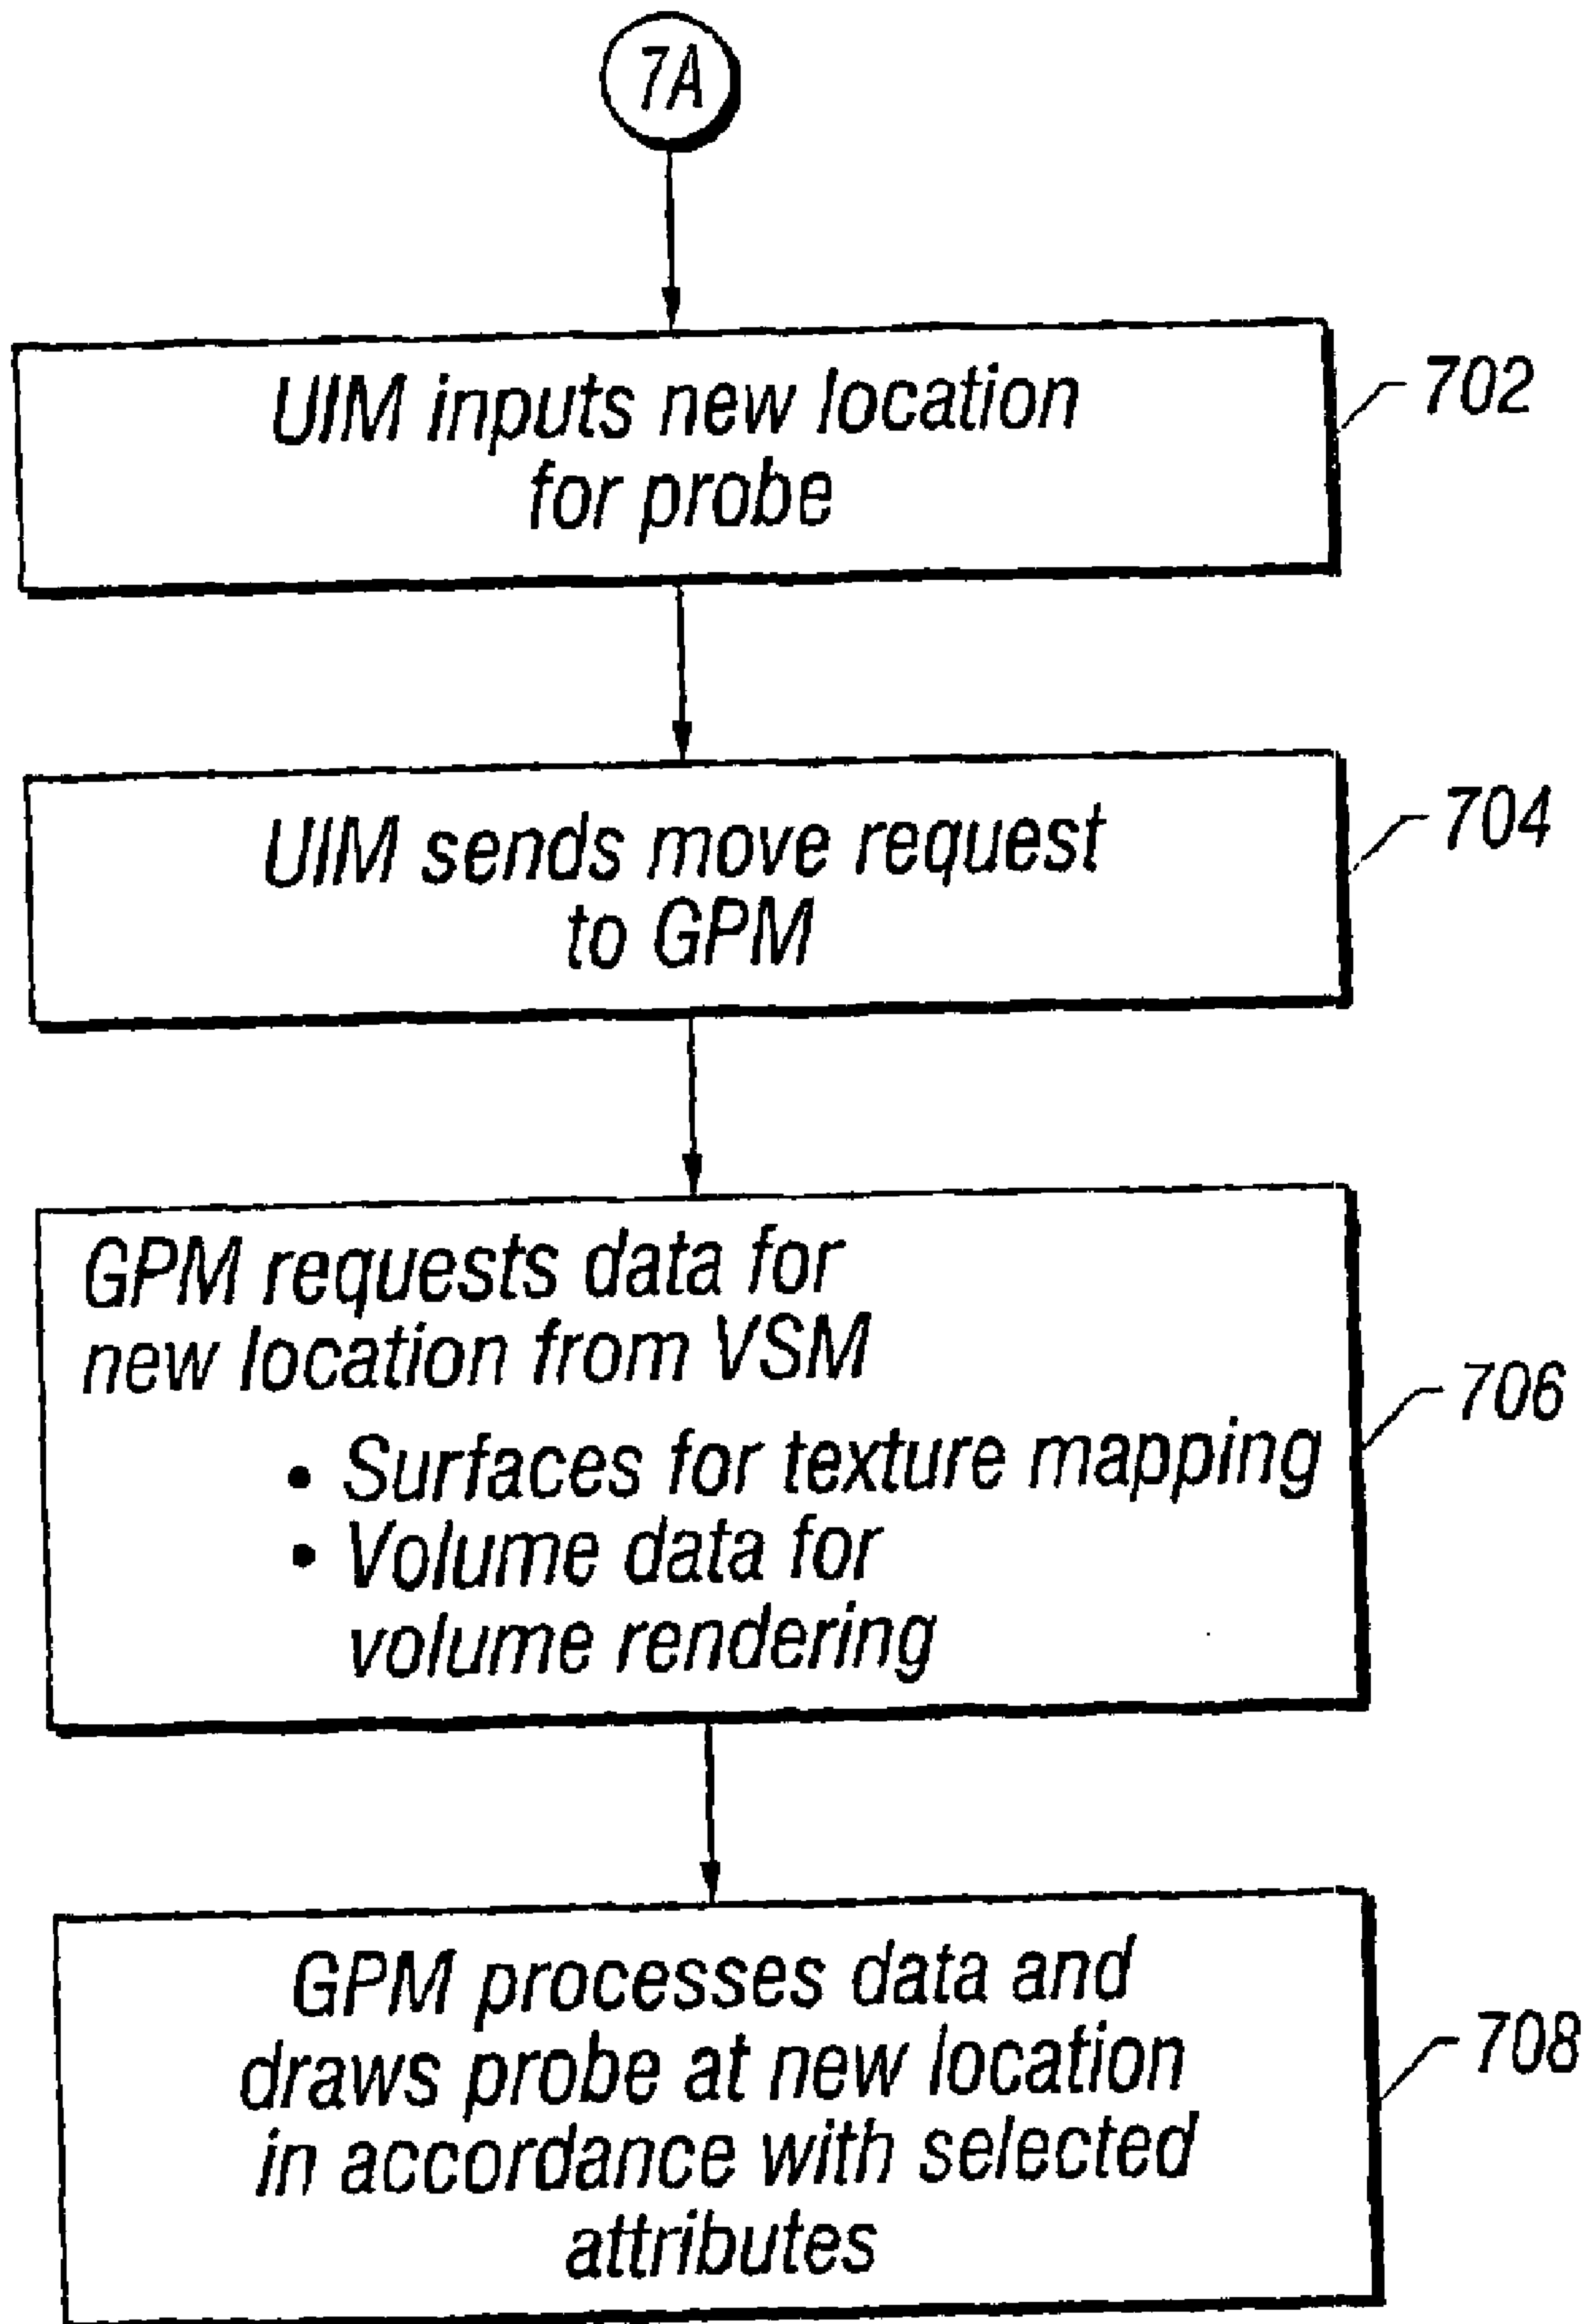 7A
UIM inputs new location
for probe
702
UIM sends move request
to GPM
704
GPM requests data for
new location from VSM
• Surfaces for texture mapping
• Volume data for
volume rendering
706
GPM processes data and
draws probe at new location
in accordance with selected
attributes
708